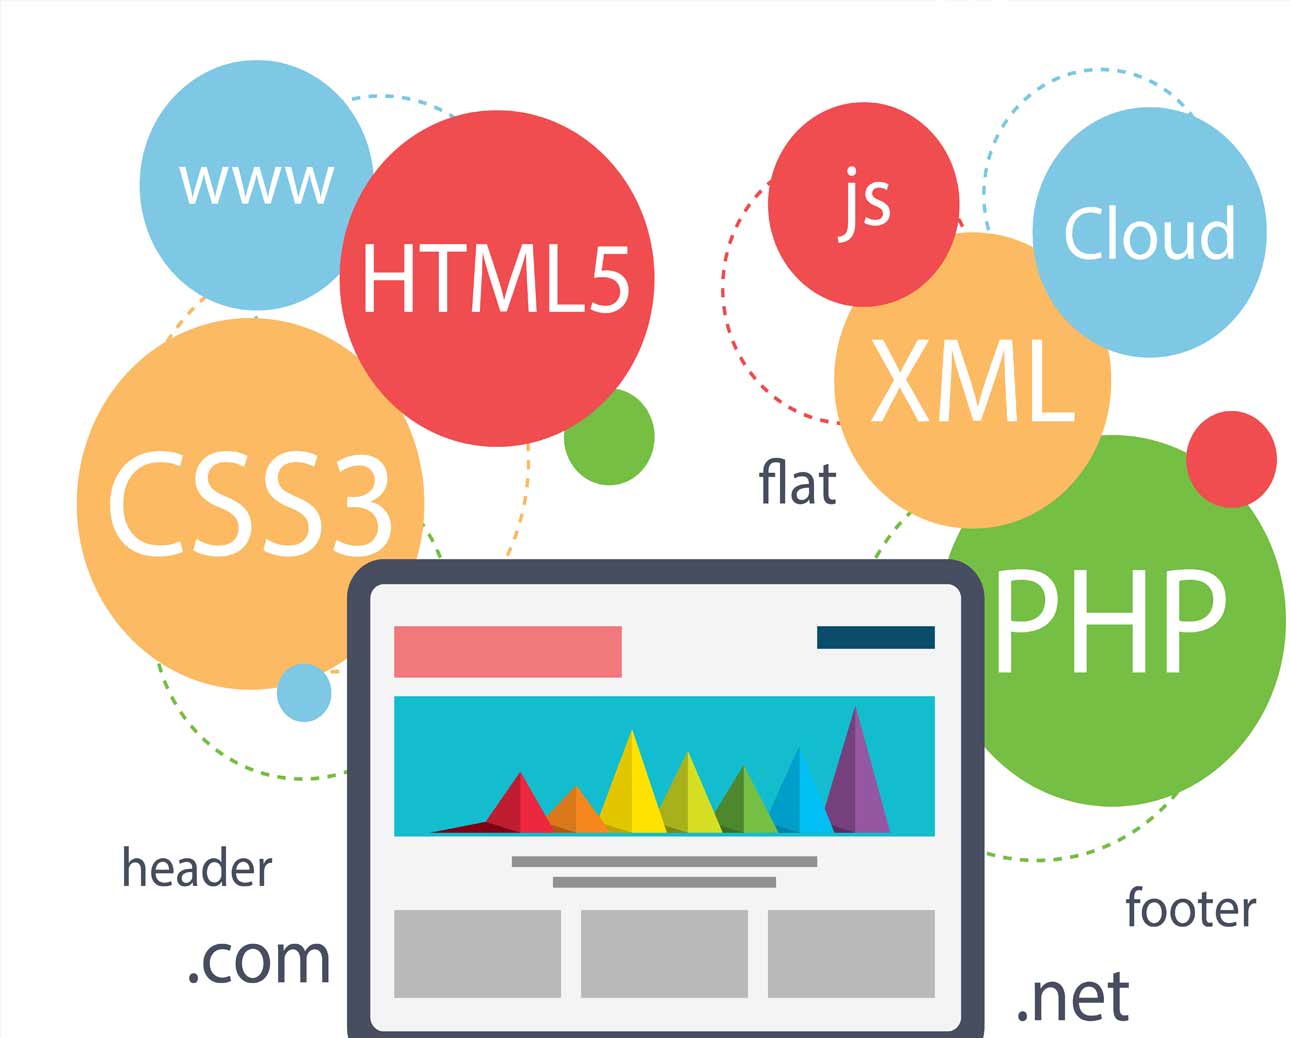 www
HTML5
js
Cloud
XML
CSS3
flat
PHP
header
footer
.com
.net